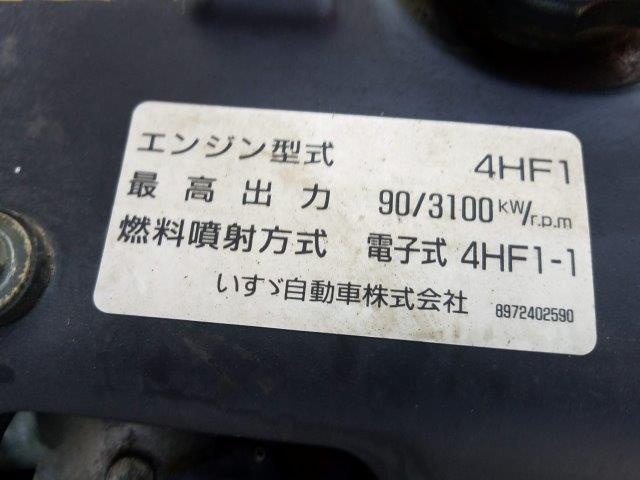 エンジン型式 4HF1
最高出力 90/3100 kW/r.p.m
燃料噴射方式 電子式 4HF1-1
いすゞ自動車株式会社 8972402590